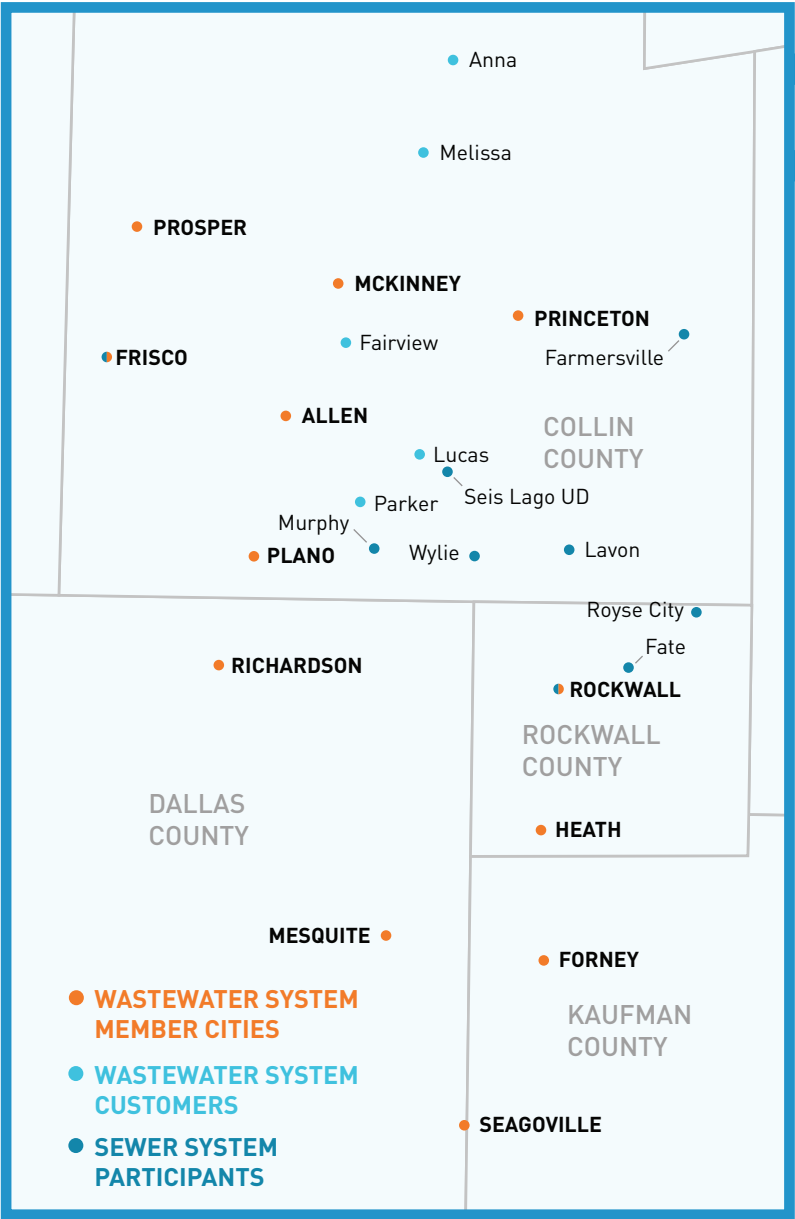 Anna
Melissa
PROSPER
MCKINNEY
PRINCETON
Fairview
Farmersville
FRISCO
ALLEN
COLLIN
COUNTY
Lucas
Seis Lago UD
Parker
Murphy
PLANO
Wylie
Lavon
Royse City
Fate
RICHARDSON
ROCKWALL
ROCKWALL
COUNTY
DALLAS
COUNTY
HEATH
MESQUITE
FORNEY
WASTEWATER SYSTEM
MEMBER CITIES
KAUFMAN
COUNTY
WASTEWATER SYSTEM
CUSTOMERS
SEAGOVILLE
SEWER SYSTEM
PARTICIPANTS